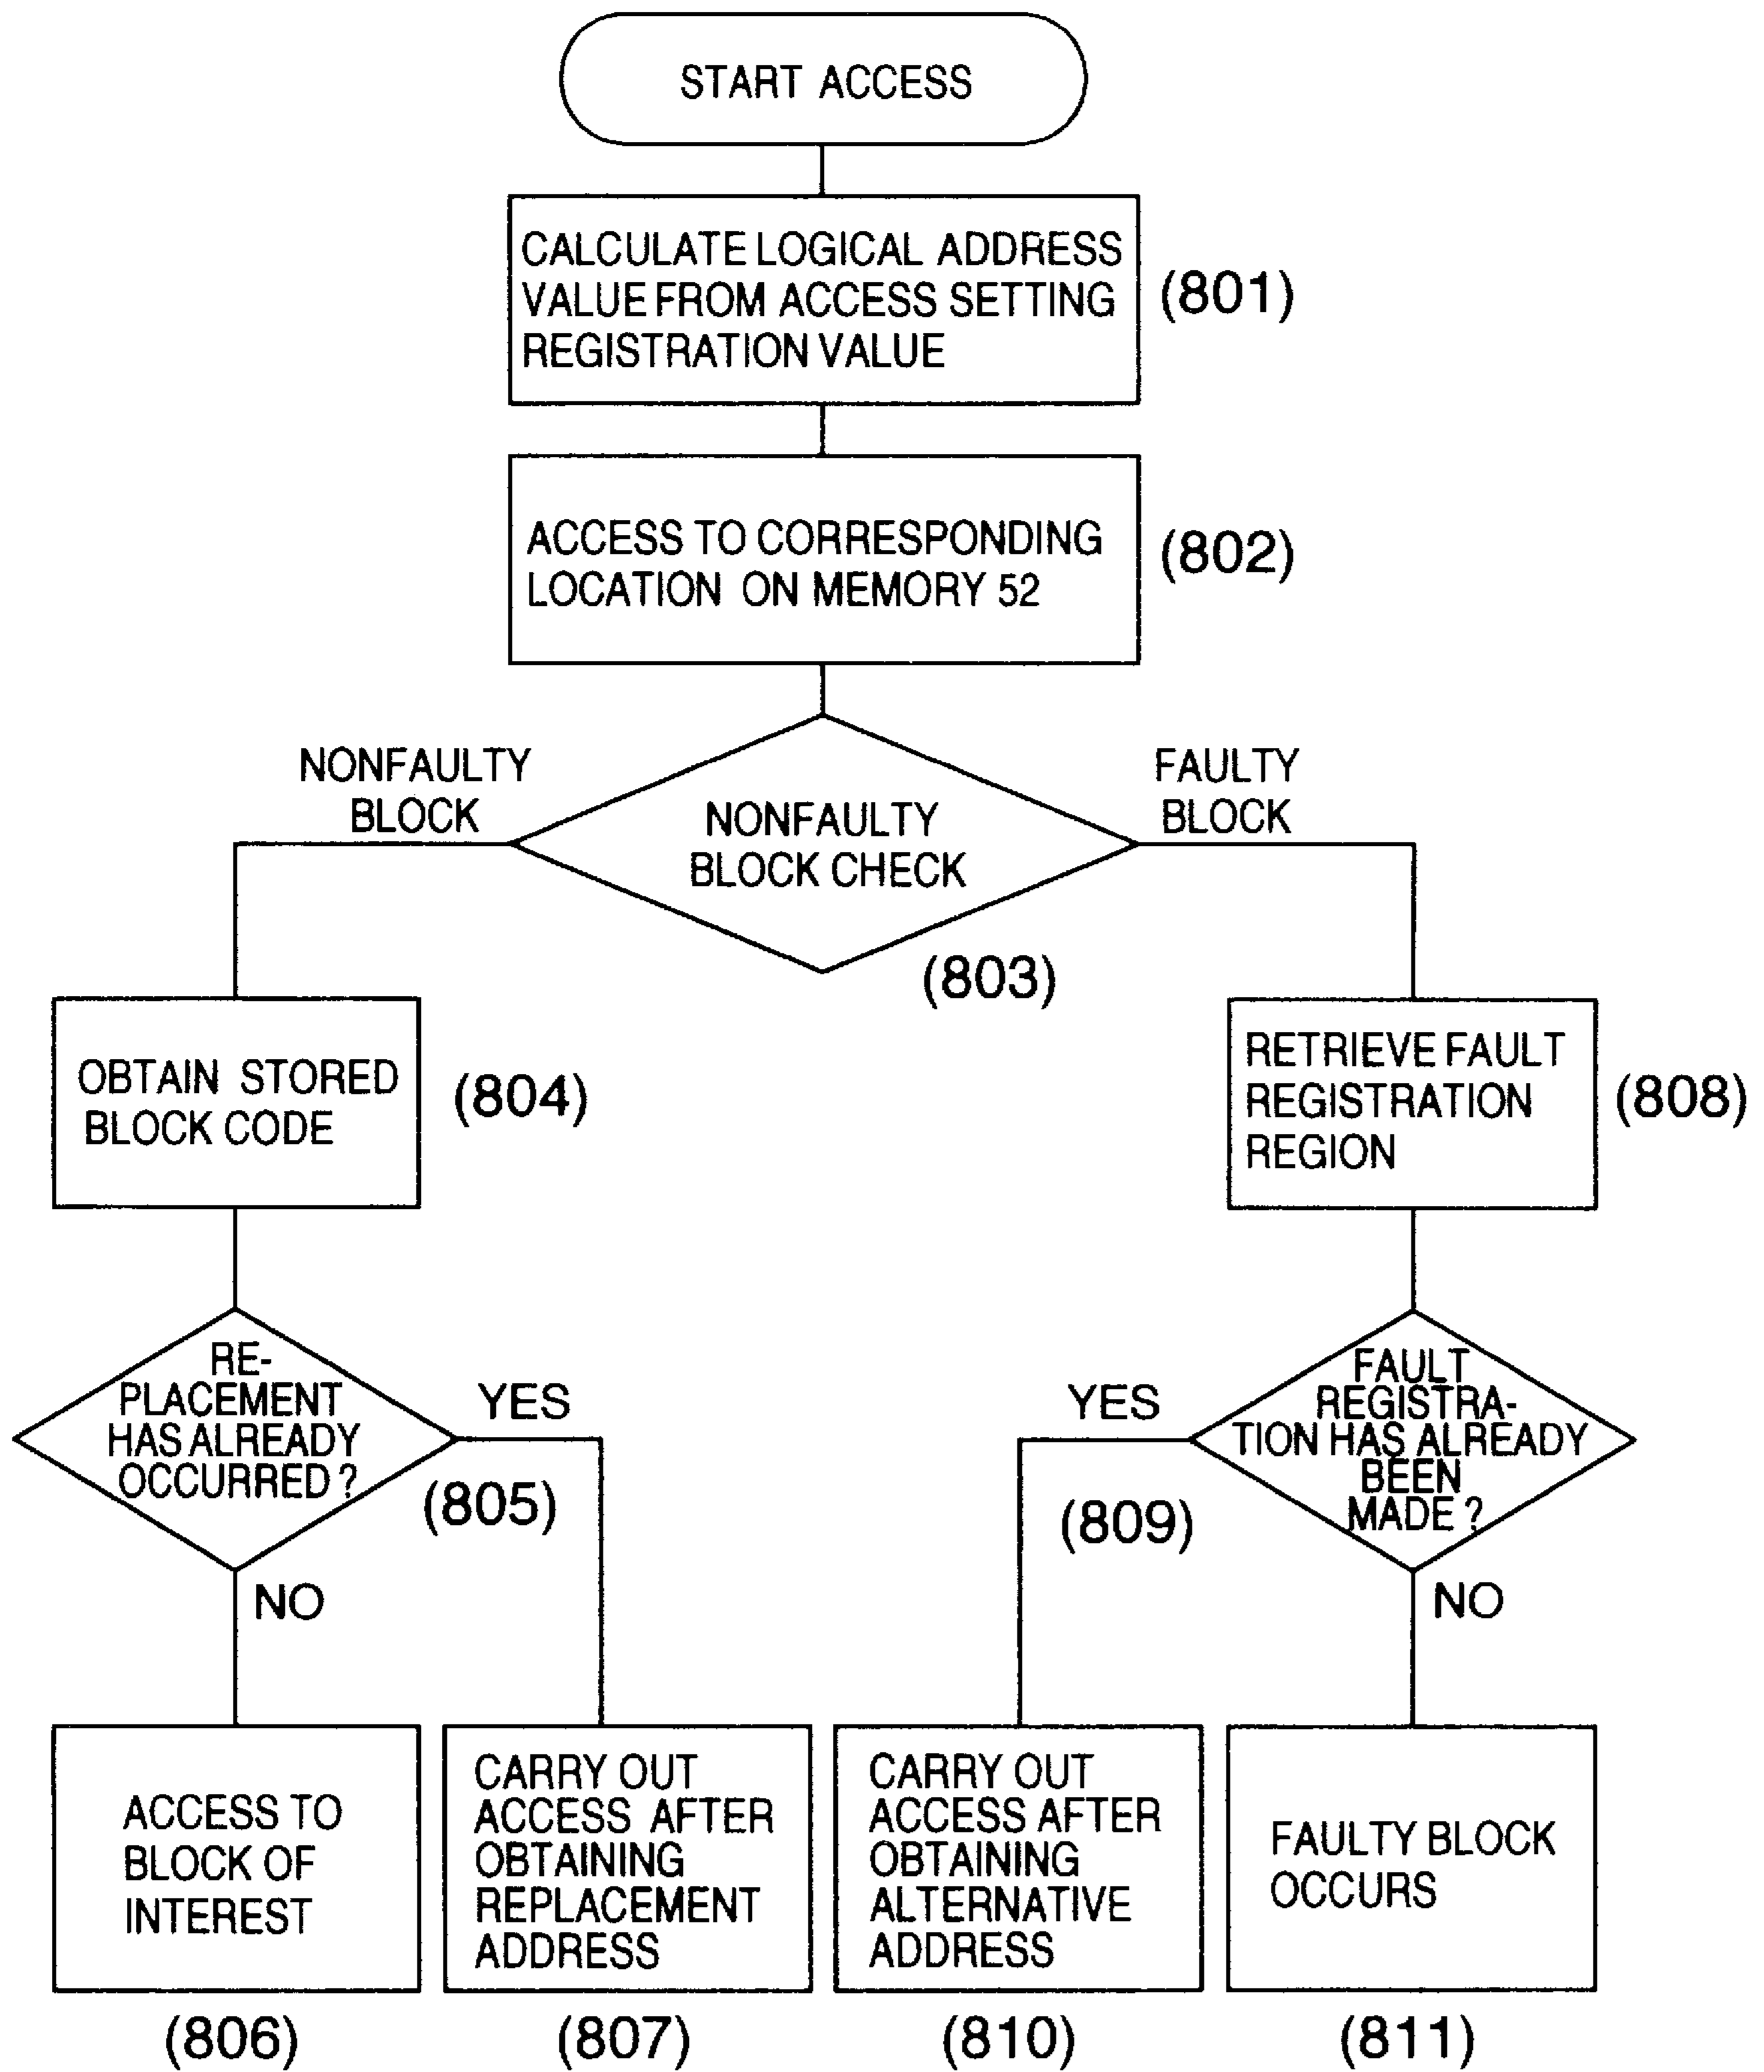 START ACCESS
CALCULATE LOGICAL ADDRESS
VALUE FROM ACCESS SETTING
REGISTRATION VALUE
(801)
ACCESS TO CORRESPONDING
LOCATION ON MEMORY 52
(802)
NONFAULTY
BLOCK
NONFAULTY
BLOCK CHECK
FAULTY
BLOCK
(803)
OBTAIN STORED
BLOCK CODE
(804)
RETRIEVE FAULT
REGISTRATION
REGION
(808)
RE-
PLACEMENT
HAS ALREADY
OCCURRED ?
YES
(805)
NO
YES
(809)
FAULT
REGISTRA-
TION HAS ALREADY
BEEN
MADE ?
NO
ACCESS TO
BLOCK OF
INTEREST
(806)
CARRY OUT
ACCESS AFTER
OBTAINING
REPLACEMENT
ADDRESS
(807)
CARRY OUT
ACCESS AFTER
OBTAINING
ALTERNATIVE
ADDRESS
(810)
FAULTY BLOCK
OCCURS
(811)